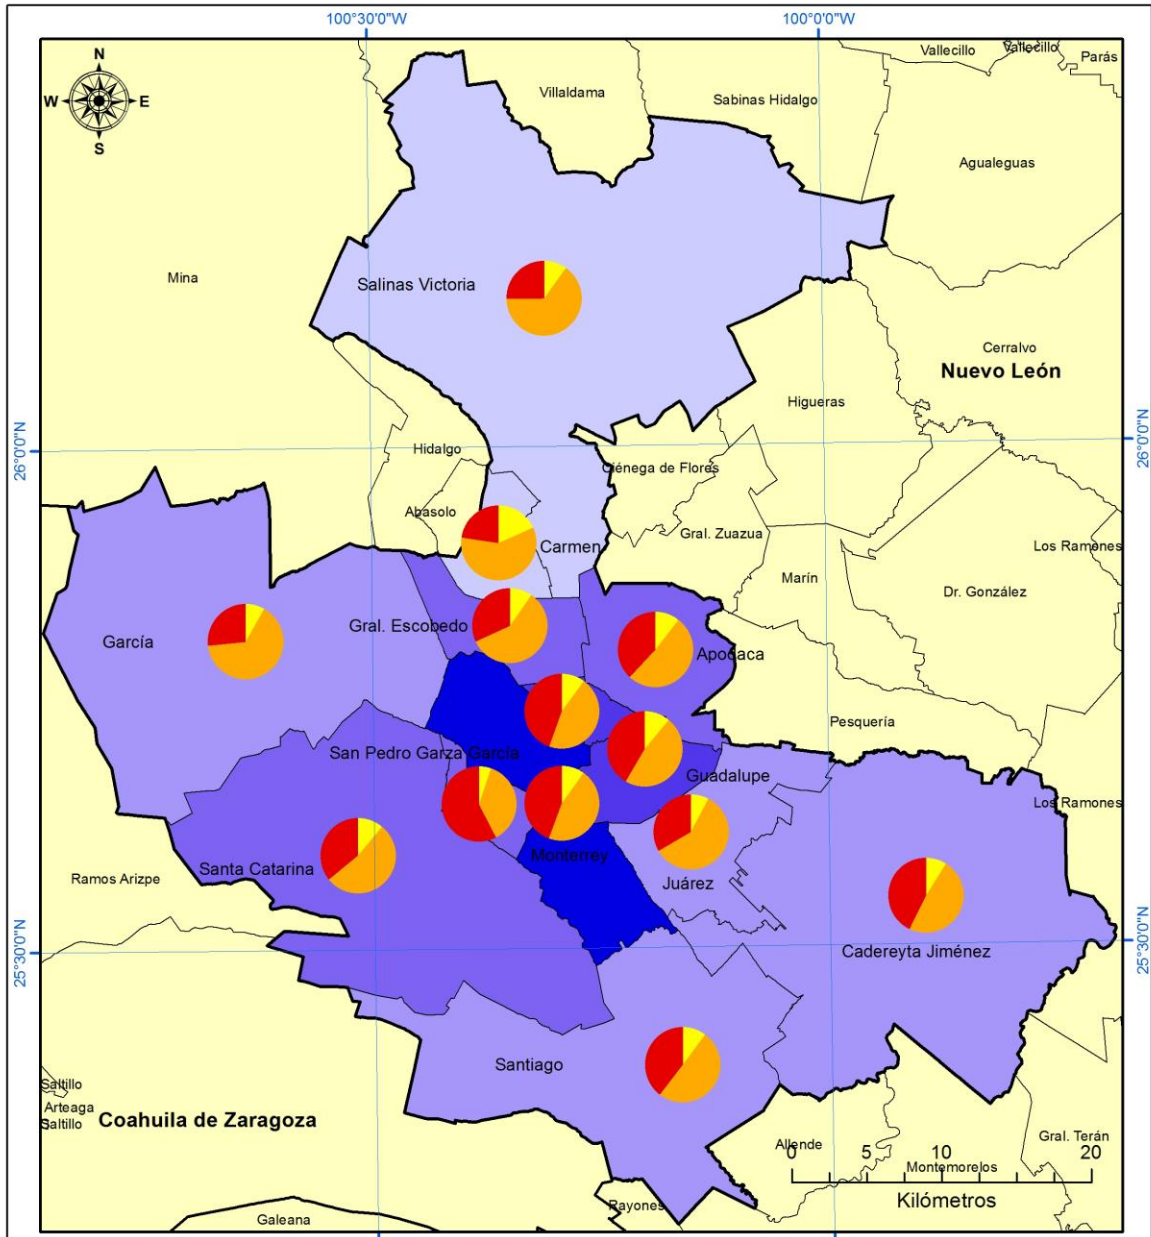 100°30'0"W
100°0'0"W
N
W
E
S
Vallecillo
Vallecillo
Parás
Villaldama
Sabinas Hidalgo
Agualeguas
Mina
Salinas Victoria
Cerralvo
Nuevo León
Higueras
26°0'0"N
26°0'0"N
Hidalgo
Ciénega de Flores
Abasolo
Gral. Zuazua
Carmen
Los Ramones
Marín
Dr. González
Gral. Escobedo
García
Apodaca
Pesquería
San Pedro Garza García
Guadalupe
Los Ramones
Monterrey
Santa Catarina
Ramos Arizpe
Juárez
25°30'0"N
25°30'0"N
Cadereyta Jiménez
Santiago
Saltillo
Arteaga
Saltillo
Coahuila de Zaragoza
Allende
Gral. Terán
0 5 10 20
Montemorelos
Kilómetros
Rayones
Galeana